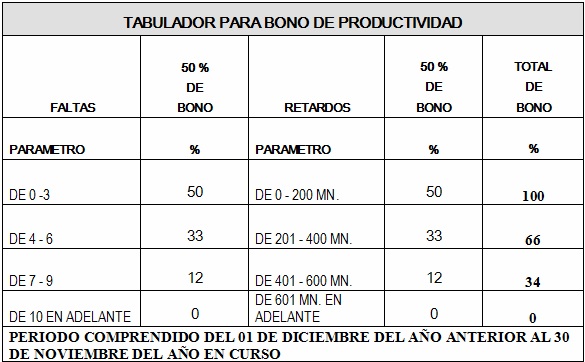 TABULADOR PARA BONO DE PRODUCTIVIDAD
FALTAS
50 %
DE
BONO
RETARDOS
50 %
DE
BONO
TOTAL
DE
BONO
PARAMETRO % PARAMETRO % %
DE 0 -3 50 DE 0 - 200 MN. 50 100
DE 4 - 6 33 DE 201 - 400 MN. 33 66
DE 7 - 9 12 DE 401 - 600 MN. 12 34
DE 10 EN ADELANTE 0
DE 601 MN. EN
ADELANTE
0 0
PERIODO COMPRENDIDO DEL 01 DE DICIEMBRE DEL AÑO ANTERIOR AL 30
DE NOVIEMBRE DEL AÑO EN CURSO